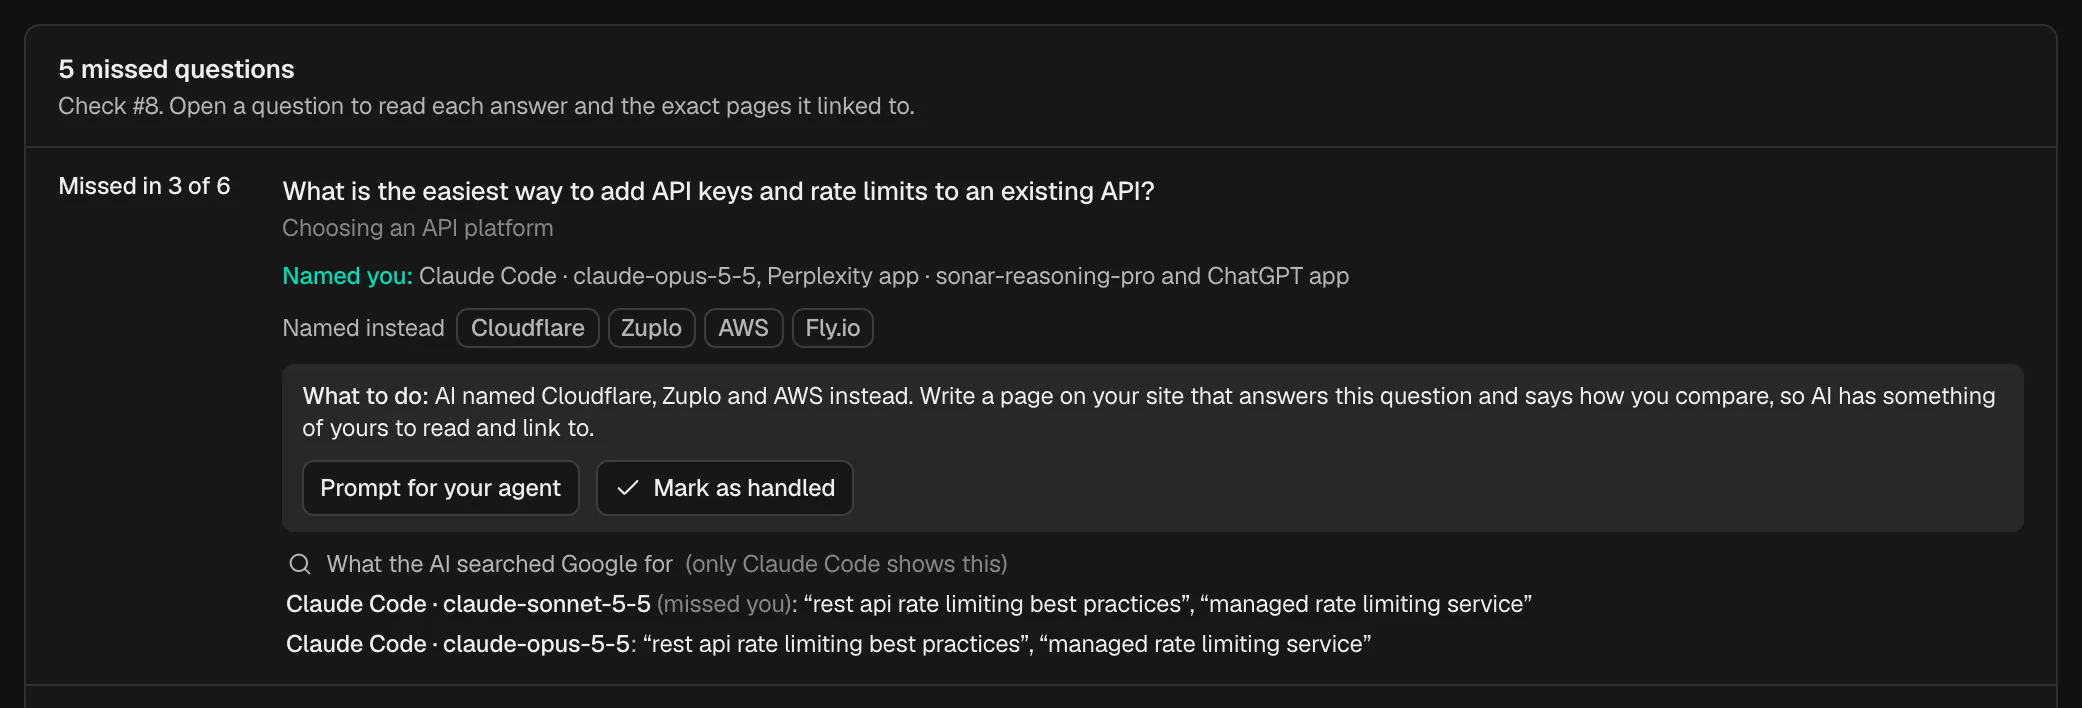 5 missed questions
Check #8. Open a question to read each answer and the exact pages it linked to.
Missed in 3 of 6
What is the easiest way to add API keys and rate limits to an existing API?
Choosing an API platform
Named you: Claude Code · claude-opus-5-5, Perplexity app · sonar-reasoning-pro and ChatGPT app
Named instead Cloudflare Zuplo AWS Fly.io
What to do: AI named Cloudflare, Zuplo and AWS instead. Write a page on your site that answers this question and says how you compare, so AI has something
of yours to read and link to.
Prompt for your agent ✓ Mark as handled
What the AI searched Google for (only Claude Code shows this)
Claude Code · claude-sonnet-5-5 (missed you): “rest api rate limiting best practices”, “managed rate limiting service”
Claude Code · claude-opus-5-5: “rest api rate limiting best practices”, “managed rate limiting service”